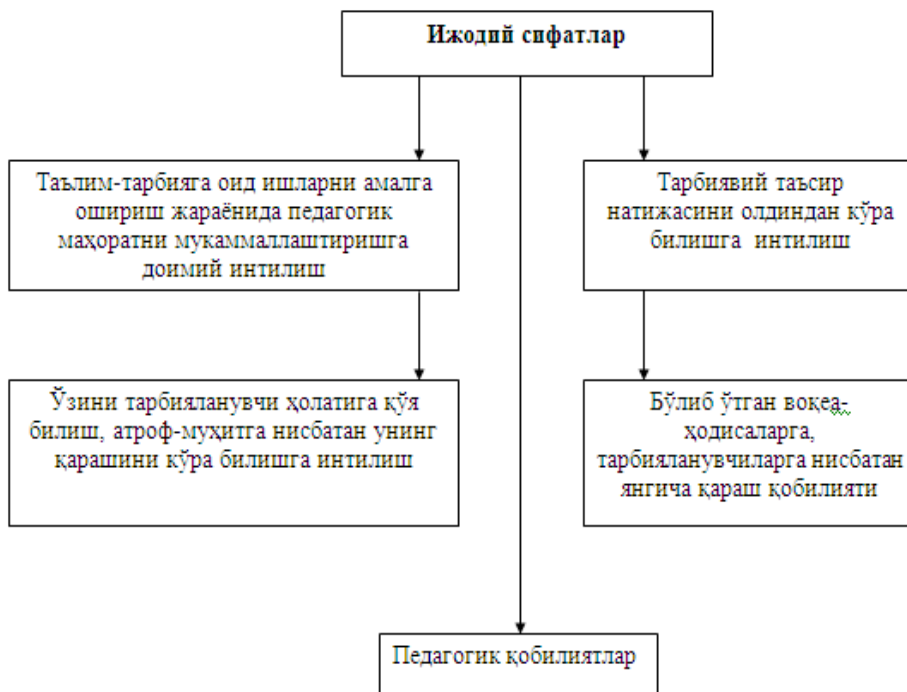 Ижодий сифатлар
Таълим-тарбияга оид ишларни амалга
ошириш жараёнида педагогик
маҳоратни мукаммаллаштиришга
доимий интилиш
Тарбиявий таъсир
натижасини олдиндан кўра
билишга интилиш
Ўзини тарбияланувчи ҳолатига қўя
билиш, атроф-муҳитга нисбатан унинг
қарашини кўра билишга интилиш
Бўлиб ўтган воқеа-
ҳодисаларга,
тарбияланувчиларга нисбатан
янгича қараш қобилияти
Педагогик қобилиятлар